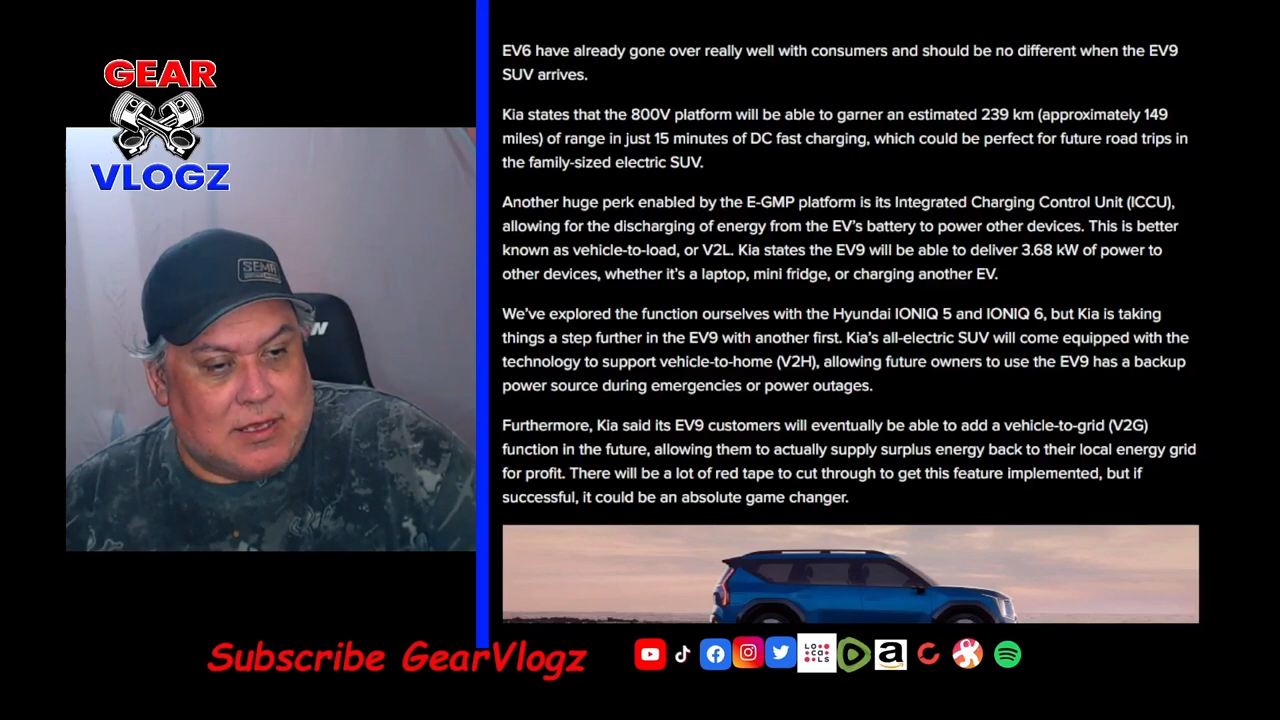 GEAR
VLOGZ
SEMA
EV6 have already gone over really well with consumers and should be no different when the EV9
SUV arrives.
Kia states that the 800V platform will be able to garner an estimated 239 km (approximately 149
miles) of range in just 15 minutes of DC fast charging, which could be perfect for future road trips in
the family-sized electric SUV.
Another huge perk enabled by the E-GMP platform is its Integrated Charging Control Unit (ICCU),
allowing for the discharging of energy from the EV's battery to power other devices. This is better
known as vehicle-to-load, or V2L. Kia states the EV9 will be able to deliver 3.68 kW of power to
other devices, whether it's a laptop, mini fridge, or charging another EV.
We've explored the function ourselves with the Hyundai IONIQ 5 and IONIQ 6, but Kia is taking
things a step further in the EV9 with another first. Kia's all-electric SUV will come equipped with the
technology to support vehicle-to-home (V2H), allowing future owners to use the EV9 has a backup
power source during emergencies or power outages.
Furthermore, Kia said its EV9 customers will eventually be able to add a vehicle-to-grid (V2G)
function in the future, allowing them to actually supply surplus energy back to their local energy grid
for profit. There will be a lot of red tape to cut through to get this feature implemented, but if
successful, it could be an absolute game changer.
Subscribe GearVlogz
LOCALS